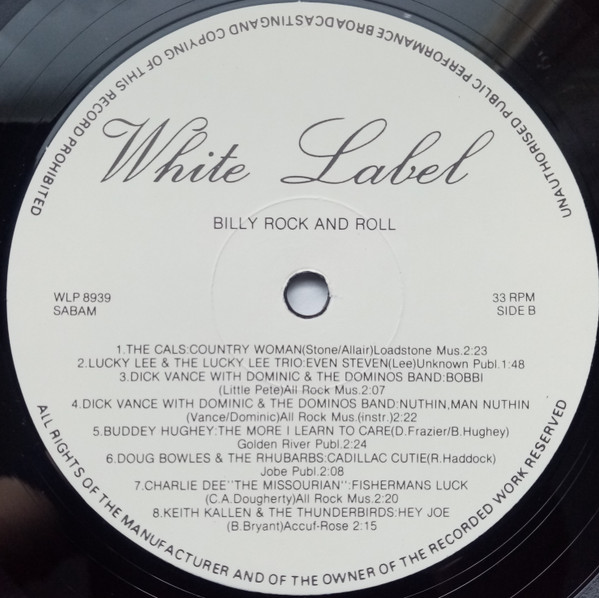 UNAUTHORISED PUBLIC PERFORMANCE BROADCASTING AND COPYING OF THIS RECORD PROHIBITED
White Label
BILLY ROCK AND ROLL
WLP 8939
SABAM
33 RPM
SIDE B
1.THE CALS:COUNTRY WOMAN(Stone/Allair)Loadstone Mus.2:23
2.LUCKY LEE & THE LUCKY LEE TRIO:EVEN STEVEN(Lee)Unknown Publ.1:48
3.DICK VANCE WITH DOMINIC & THE DOMINOS BAND:BOBBI
(Little Pete)All Rock Mus.2:07
4.DICK VANCE WITH DOMINIC & THE DOMINOS BAND:NUTHIN,MAN NUTHIN
(Vance/Dominic)All Rock Mus.(instr.)2:22
5.BUDDEY HUGHEY:THE MORE I LEARN TO CARE(D.Frazier/B.Hughey)
Golden River Publ.2:24
6.DOUG BOWLES & THE RHUBARBS:CADILLAC CUTIE(R.Haddock)
Jobe Publ.2:08
7.CHARLIE DEE"THE MISSOURIAN":FISHERMANS LUCK
(C.A.Dougherty)All Rock Mus.2:20
8.KEITH KALLEN & THE THUNDERBIRDS:HEY JOE
(B.Bryant)Accuf-Rose 2:15
ALL RIGHTS OF THE MANUFACTURER AND OF THE OWNER OF THE RECORDED WORK RESERVED